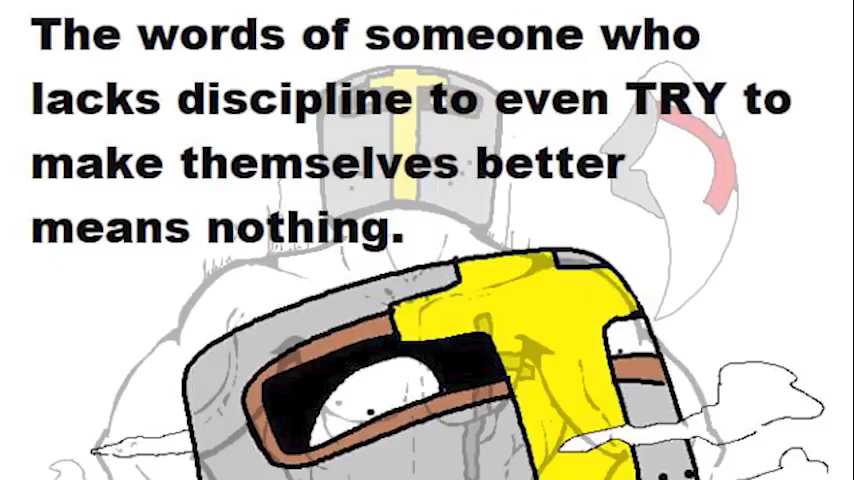 The words of someone who
lacks discipline to even TRY to
make themselves better
means nothing.